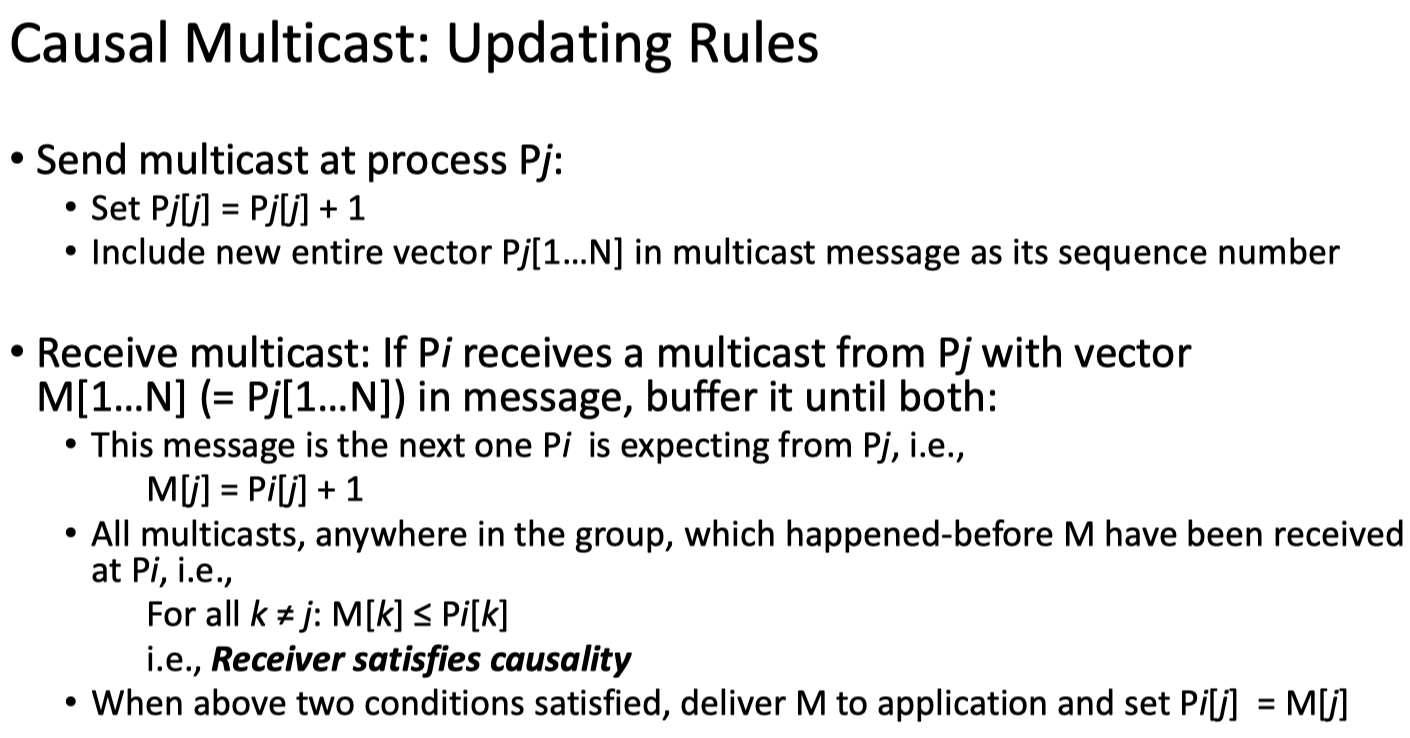 Causal Multicast: Updating Rules
• Send multicast at process Pj:
• Set Pj[j] = Pj[j] + 1
• Include new entire vector Pj[1...N] in multicast message as its sequence number
• Receive multicast: If Pi receives a multicast from Pj with vector
M[1...N] (= Pj[1...N]) in message, buffer it until both:
• This message is the next one Pi is expecting from Pj, i.e.,
M[j] = Pi[j] + 1
• All multicasts, anywhere in the group, which happened-before M have been received
at Pi, i.e.,
For all k ≠ j: M[k] ≤ Pi[k]
i.e., Receiver satisfies causality
• When above two conditions satisfied, deliver M to application and set Pi[j] = M[j]